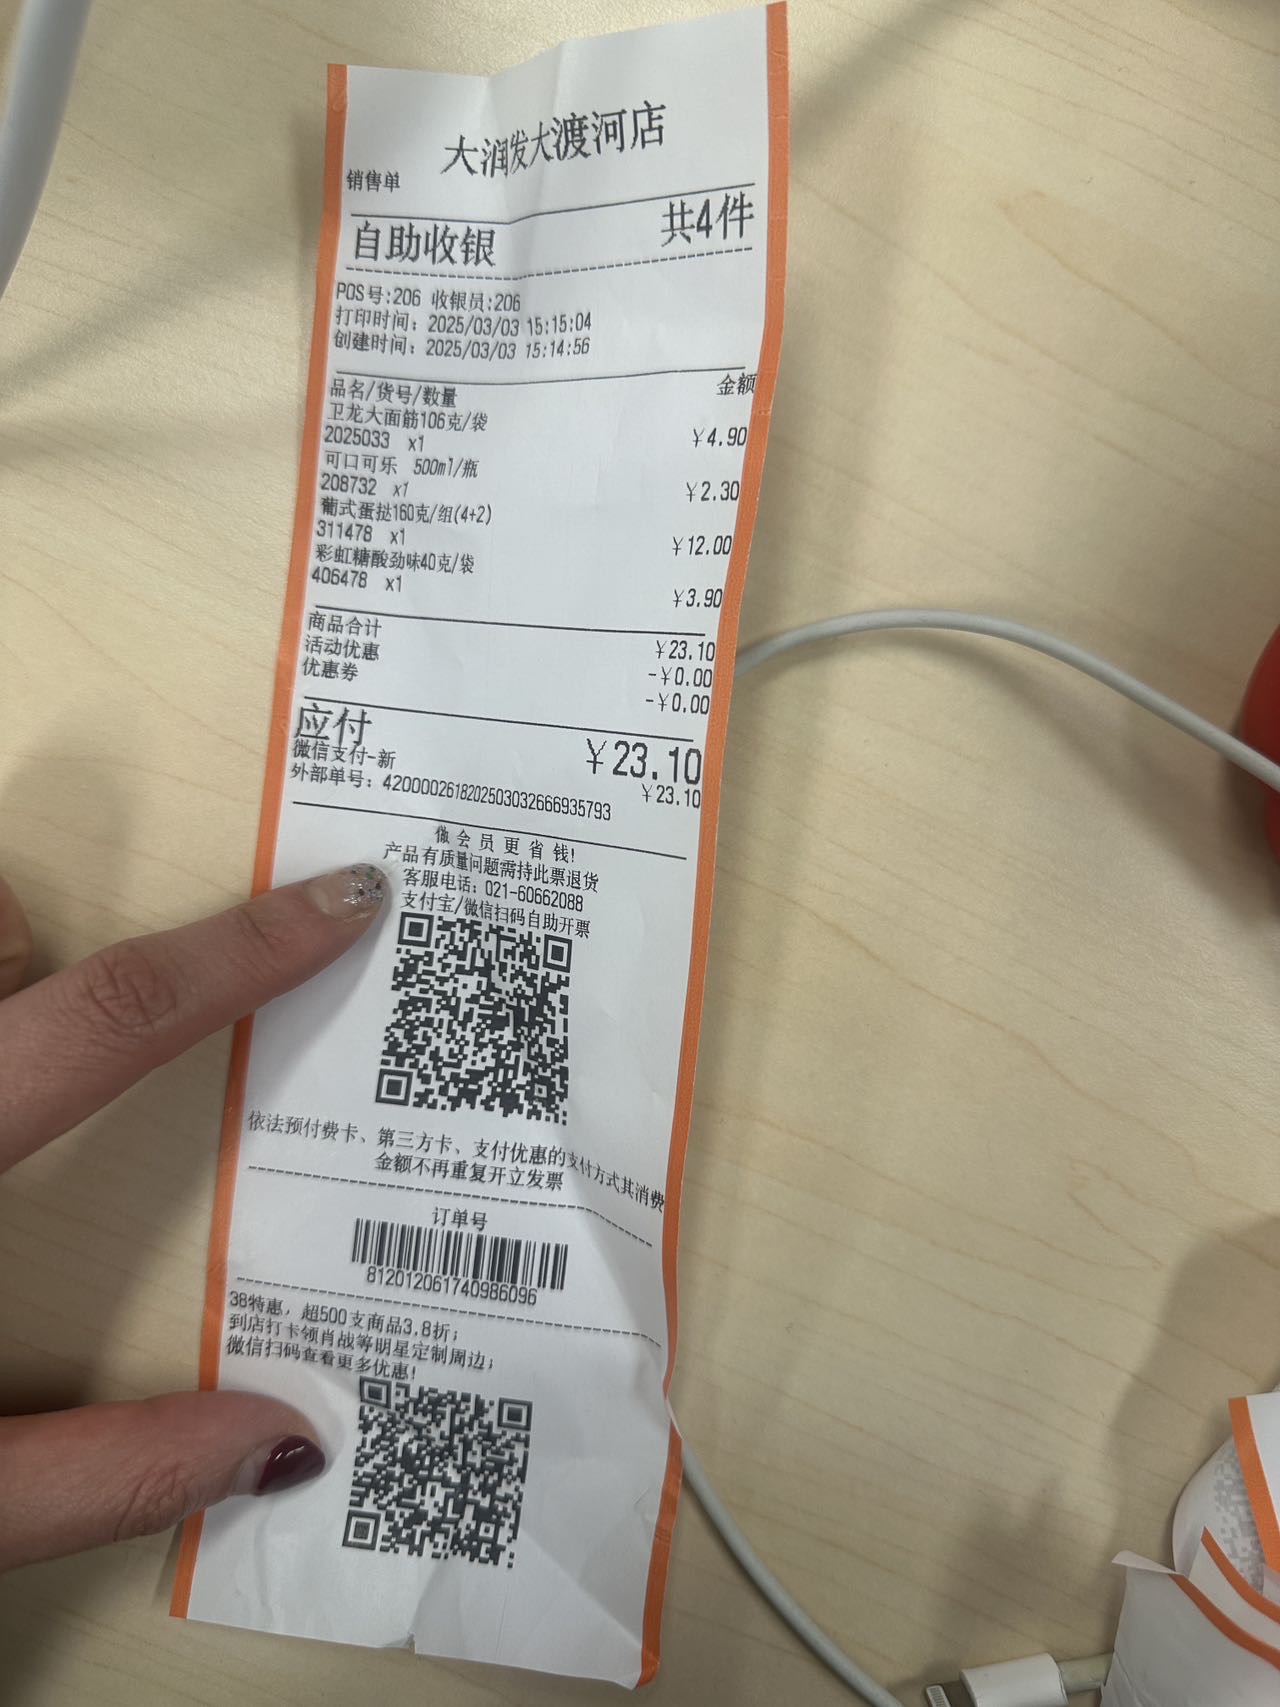 大润发大渡河店
销售单
自助收银 共4件
POS号:206 收银员:206
打印时间：2025/03/03 15:15:04
创建时间：2025/03/03 15:14:56
品名/货号/数量 金额
卫龙大面筋106克/袋
2025033 x1 ￥4.90
可口可乐 500ml/瓶
208732 x1 ￥2.30
葡式蛋挞160克/组(4+2)
311478 x1 ￥12.00
彩虹糖酸劲味40克/袋
406478 x1 ￥3.90
商品合计 ￥23.10
活动优惠 -￥0.00
优惠券 -￥0.00
应付 ￥23.10
微信支付-新 ￥23.10
外部单号：4200002618202503032666935793
做会员更省钱!
产品有质量问题需持此票退货
客服电话：021-60662088
支付宝/微信扫码自助开票
依法预付费卡、第三方卡、支付优惠的支付方式其消费
金额不再重复开立发票
订单号
812012061740986096
38特惠，超500支商品3.8折；
到店打卡领肖战等明星定制周边；
微信扫码查看更多优惠！